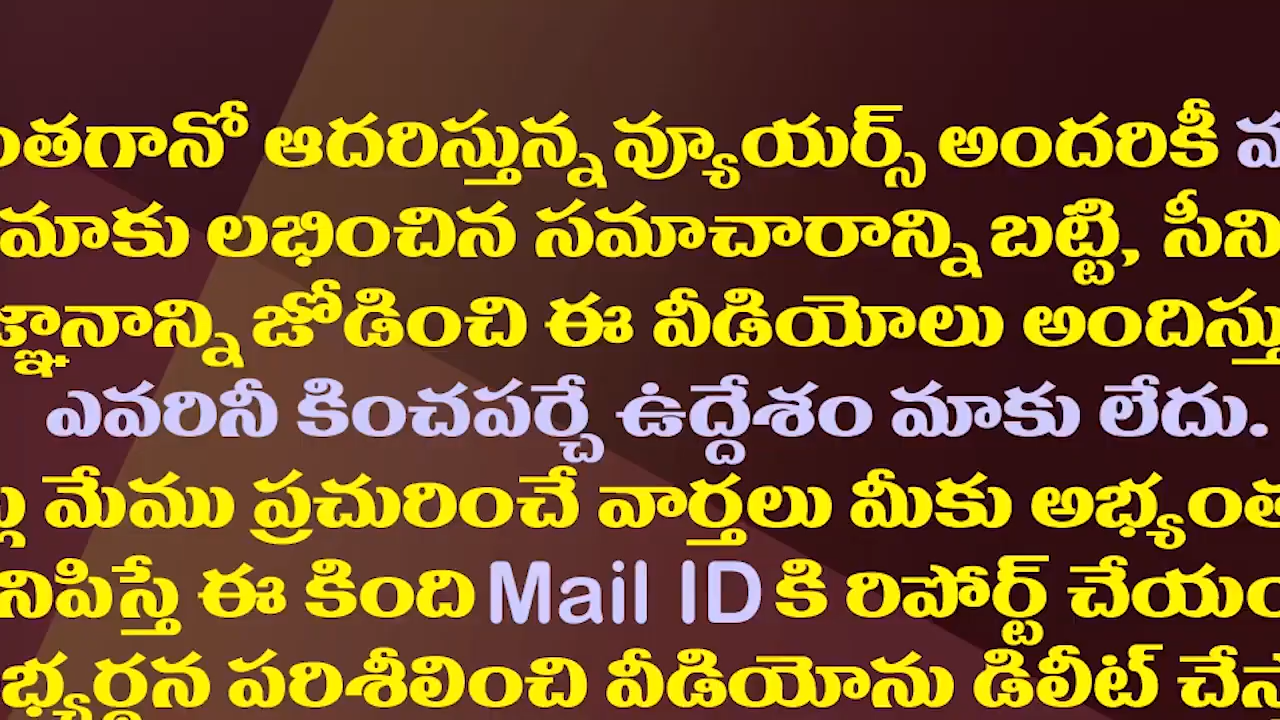 ంతగానో ఆదరిస్తున్న వ్యూయర్స్ అందరికీ
మాకు లభించిన సమాచారాన్ని బట్టి, సీని
జ్ఞానాన్ని జోడించి ఈ వీడియోలు అందిస్తు
ఎవరినీ కించపర్చే ఉద్దేశం మాకు లేదు.
మేము ప్రచురించే వార్తలు మీకు అభ్యంత
నిపిస్తే ఈ కింది Mail ID కి రిపోర్ట్ చేయం
భ్యర్థన పరిశీలించి వీడియోను డిలీట్ చేస